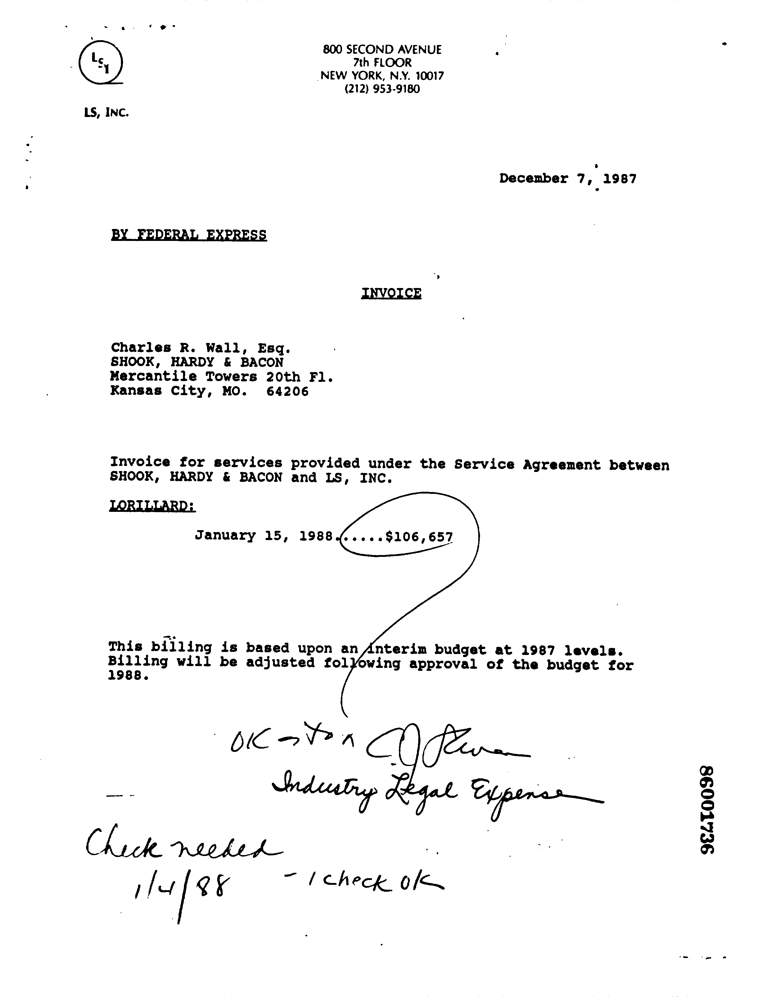 LSI
800 SECOND AVENUE
7th FLOOR
NEW YORK, N.Y. 10017
(212) 953-9180
LS, INC.
December 7, 1987
BY FEDERAL EXPRESS
INVOICE
Charles R. Wall, Esq.
SHOOK, HARDY & BACON
Mercantile Towers 20th Fl.
Kansas City, MO. 64206
Invoice for services provided under the Service Agreement between
SHOOK, HARDY & BACON and LS, INC.
LORILLARD:
January 15, 1988......$106,657
This billing is based upon an interim budget at 1987 levels.
Billing will be adjusted following approval of the budget for
1988.
OK
Industry Legal Expense
Check needed
1/4/88 - 1 check OK
86001736